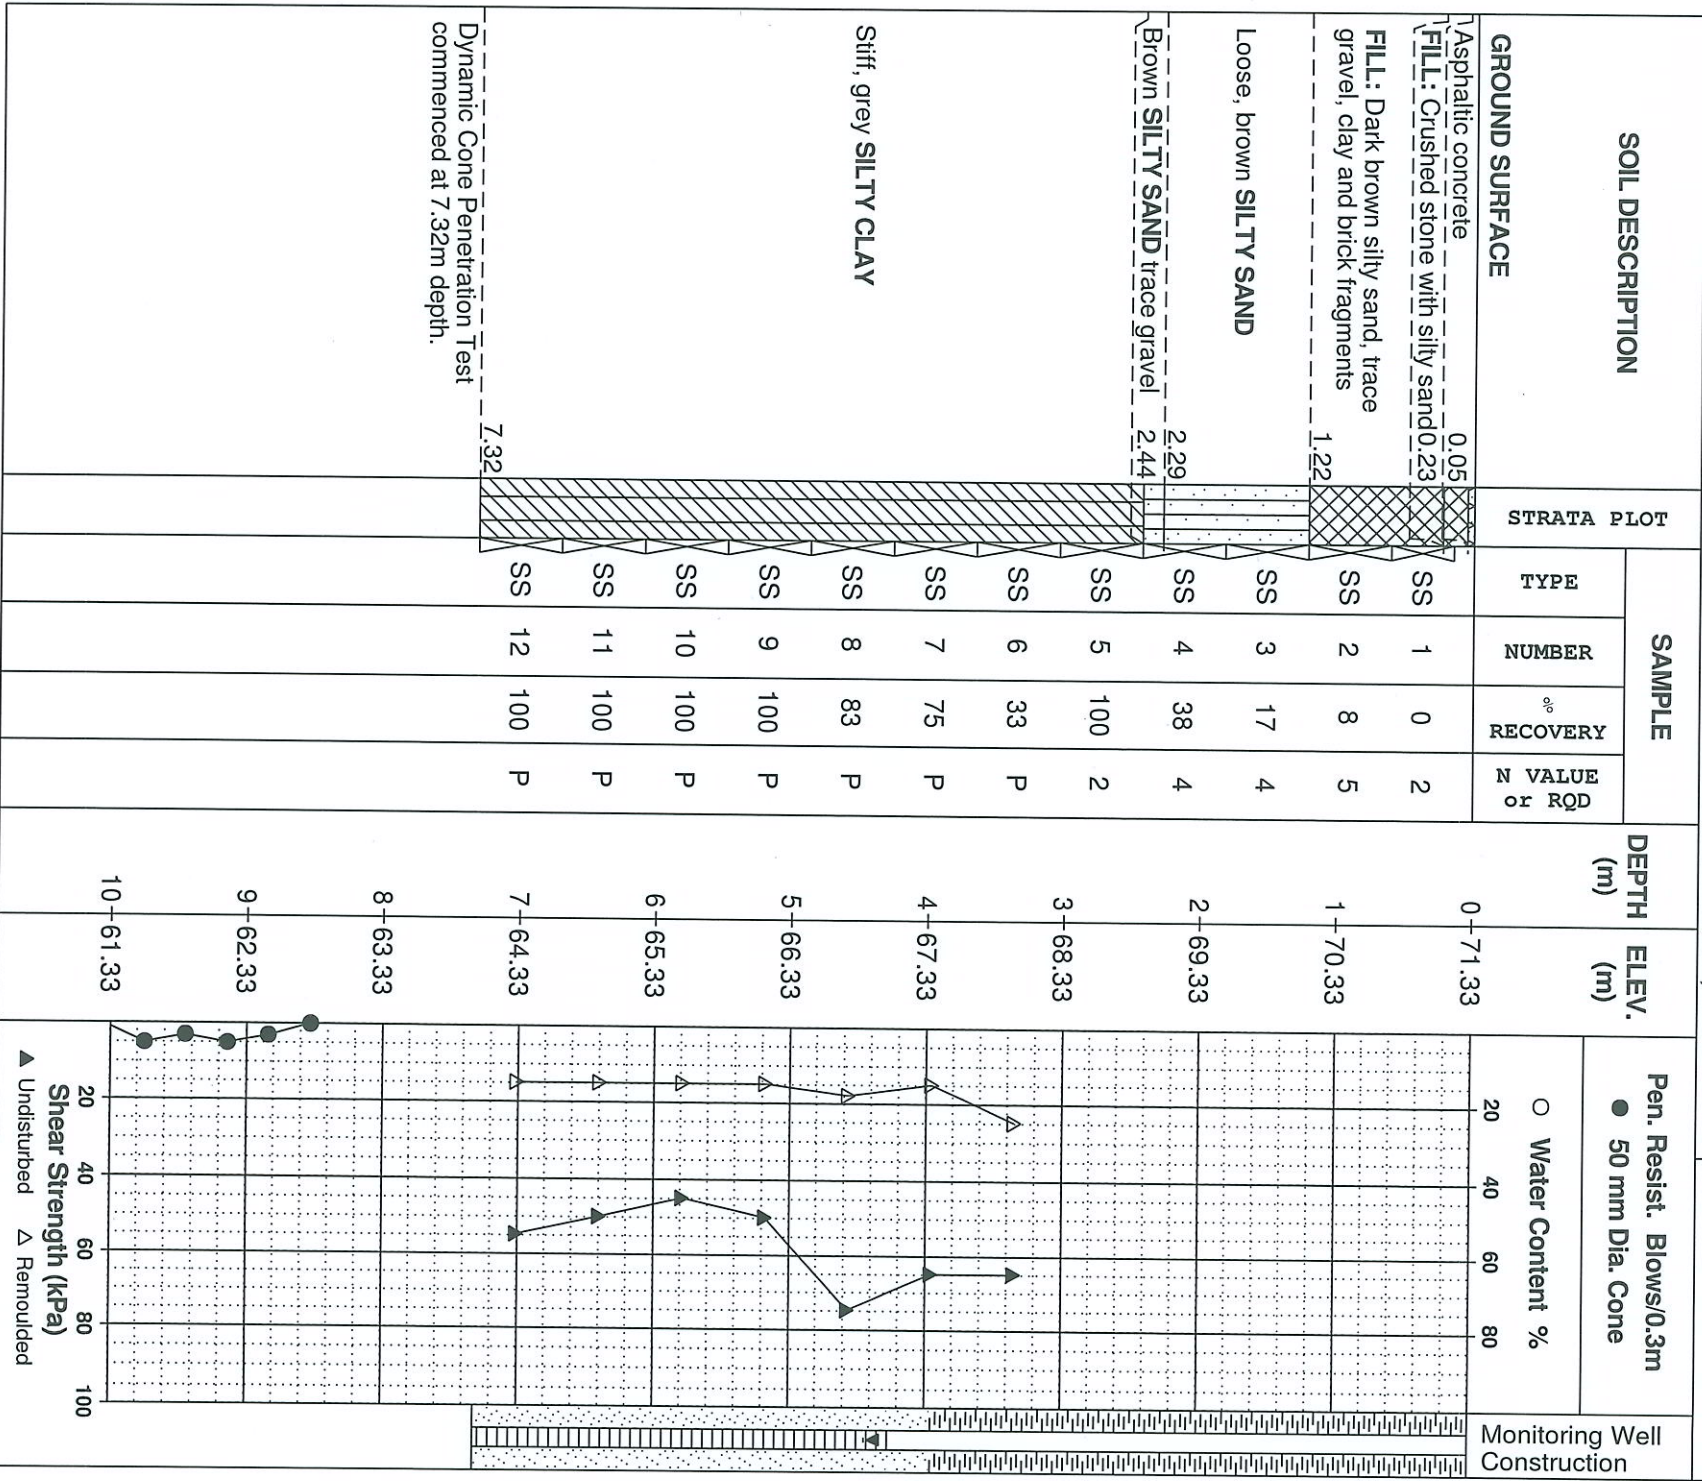 SOIL DESCRIPTION
STRATA PLOT
SAMPLE
TYPE
NUMBER
%
RECOVERY
N VALUE
or RQD
DEPTH
(m)
ELEV.
(m)
Pen. Resist. Blows/0.3m
● 50 mm Dia. Cone
○ Water Content %
20 40 60 80
Monitoring Well
Construction
GROUND SURFACE
0 71.33
Asphaltic concrete 0.05
FILL: Crushed stone with silty sand 0.23
SS 1 0 2
FILL: Dark brown silty sand, trace
gravel, clay and brick fragments
SS 2 8 5
1 70.33
1.22
Loose, brown SILTY SAND
SS 3 17 4
2 69.33
SS 4 38 4
2.29
Brown SILTY SAND trace gravel 2.44
SS 5 100 2
3 68.33
SS 6 33 P
4 67.33
SS 7 75 P
Stiff, grey SILTY CLAY
SS 8 83 P
5 66.33
SS 9 100 P
6 65.33
SS 10 100 P
SS 11 100 P
7 64.33
SS 12 100 P
7.32
Dynamic Cone Penetration Test
commenced at 7.32m depth.
8 63.33
9 62.33
10 61.33
20 40 60 80 100
Shear Strength (kPa)
▲ Undisturbed △ Remoulded